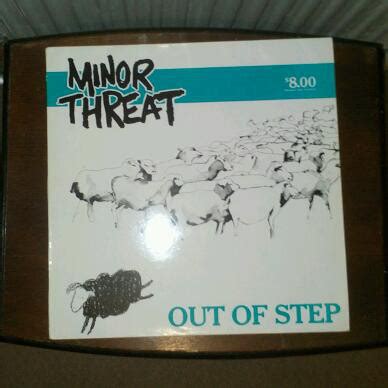 MINOR
THREAT
$8.00
OUT OF STEP